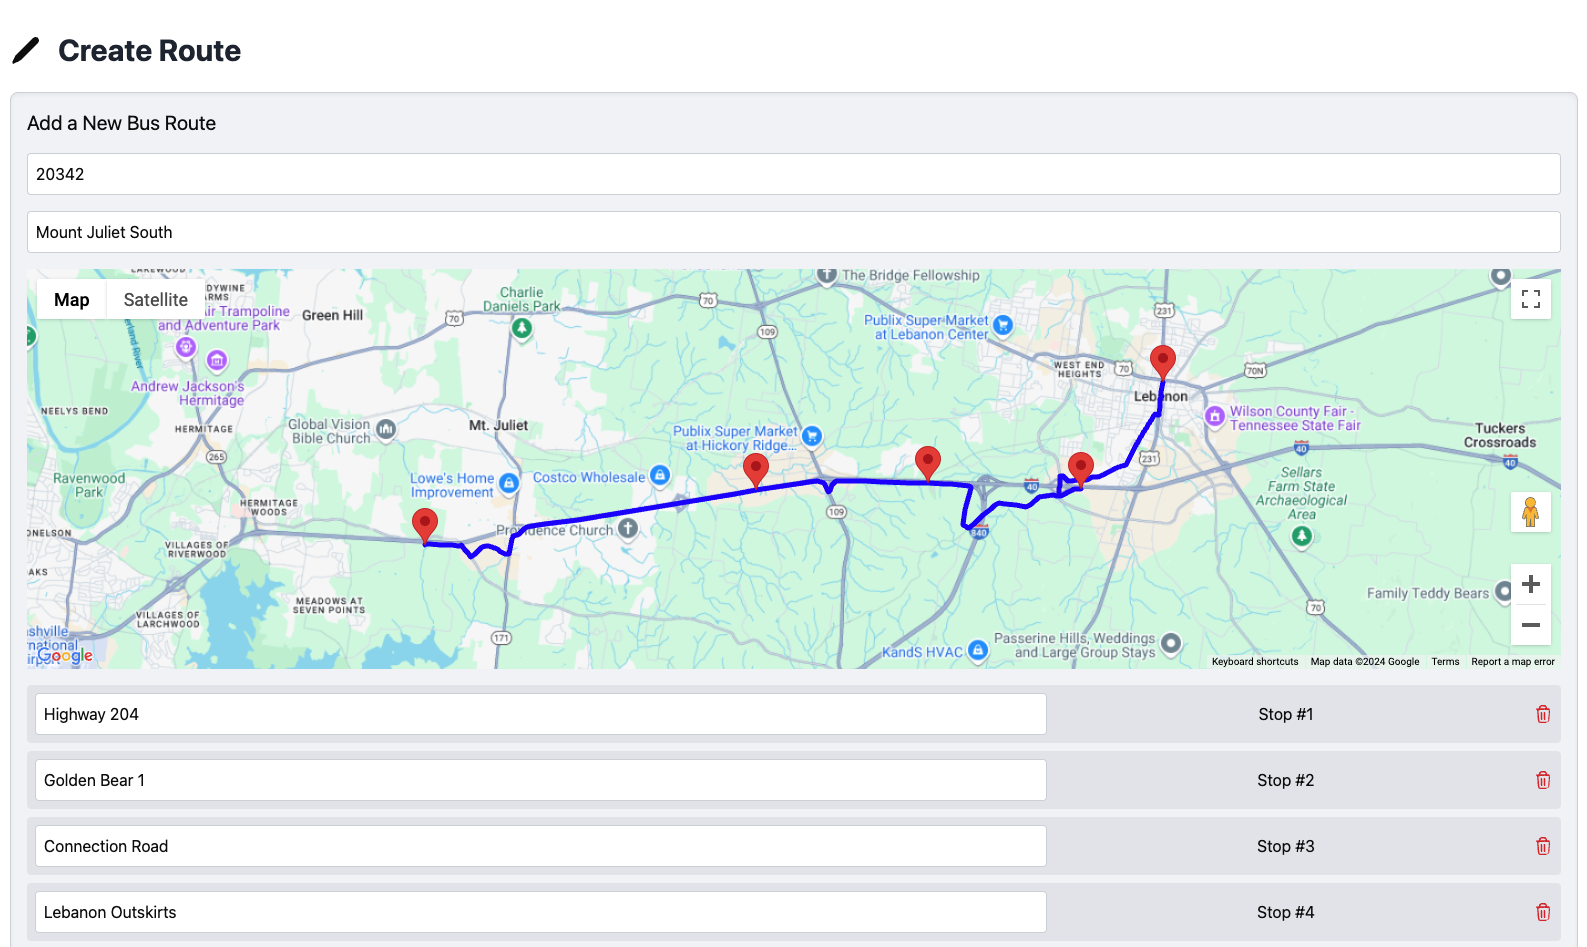 Create Route
Add a New Bus Route
20342
Mount Juliet South
Map
Satellite
LAKEWOOD
The Bridge Fellowship
Charlie
Daniels Park
Green Hill
70
70
109
231
Air Trampoline
and Adventure Park
Publix Super Market
at Lebanon Center
Andrew Jackson's
Hermitage
WEST END
HEIGHTS
70
70N
Lebanon
NEELYS BEND
HERMITAGE
Global Vision
Bible Church
Mt. Juliet
Publix Super Market
at Hickory Ridge...
Wilson County Fair -
Tennessee State Fair
Tuckers
Crossroads
265
231
40
40
Ravenwood
Park
Lowe's Home
Improvement
Costco Wholesale
40
Sellars
Farm State
Archaeological
Area
HERMITAGE
WOODS
109
Providence Church
840
DONELSON
VILLAGES OF
RIVERWOOD
OAKS
MEADOWS AT
SEVEN POINTS
VILLAGES OF
LARCHWOOD
171
70
Family Teddy Bears
Passerine Hills, Weddings
and Large Group Stays
KandS HVAC
Google
Keyboard shortcuts
Map data ©2024 Google
Terms
Report a map error
Highway 204
Stop #1
Golden Bear 1
Stop #2
Connection Road
Stop #3
Lebanon Outskirts
Stop #4